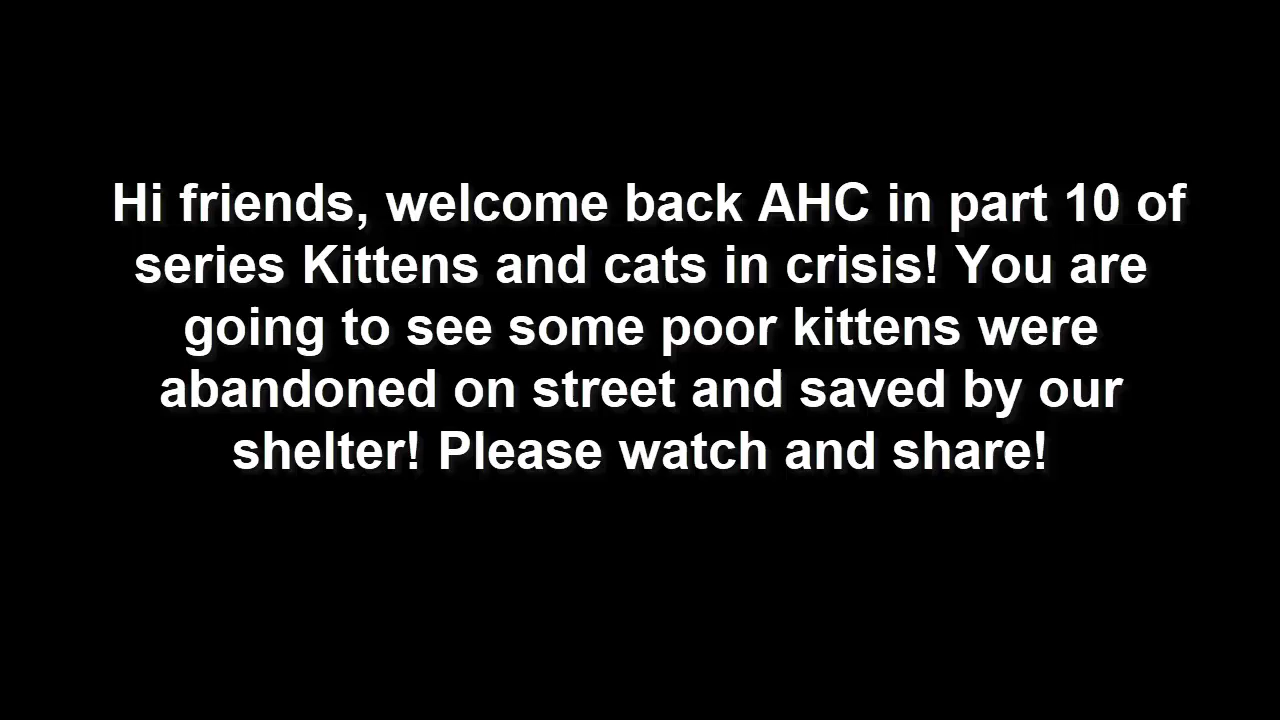 Hi friends, welcome back AHC in part 10 of
series Kittens and cats in crisis! You are
going to see some poor kittens were
abandoned on street and saved by our
shelter! Please watch and share!